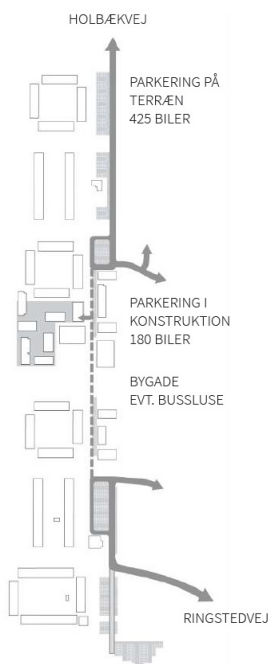 HOLBÆKVEJ
PARKERING PÅ
TERRÆN
425 BILER
PARKERING I
KONSTRUKTION
180 BILER
BYGADE
EVT. BUSSLUSE
RINGSTEDVEJ